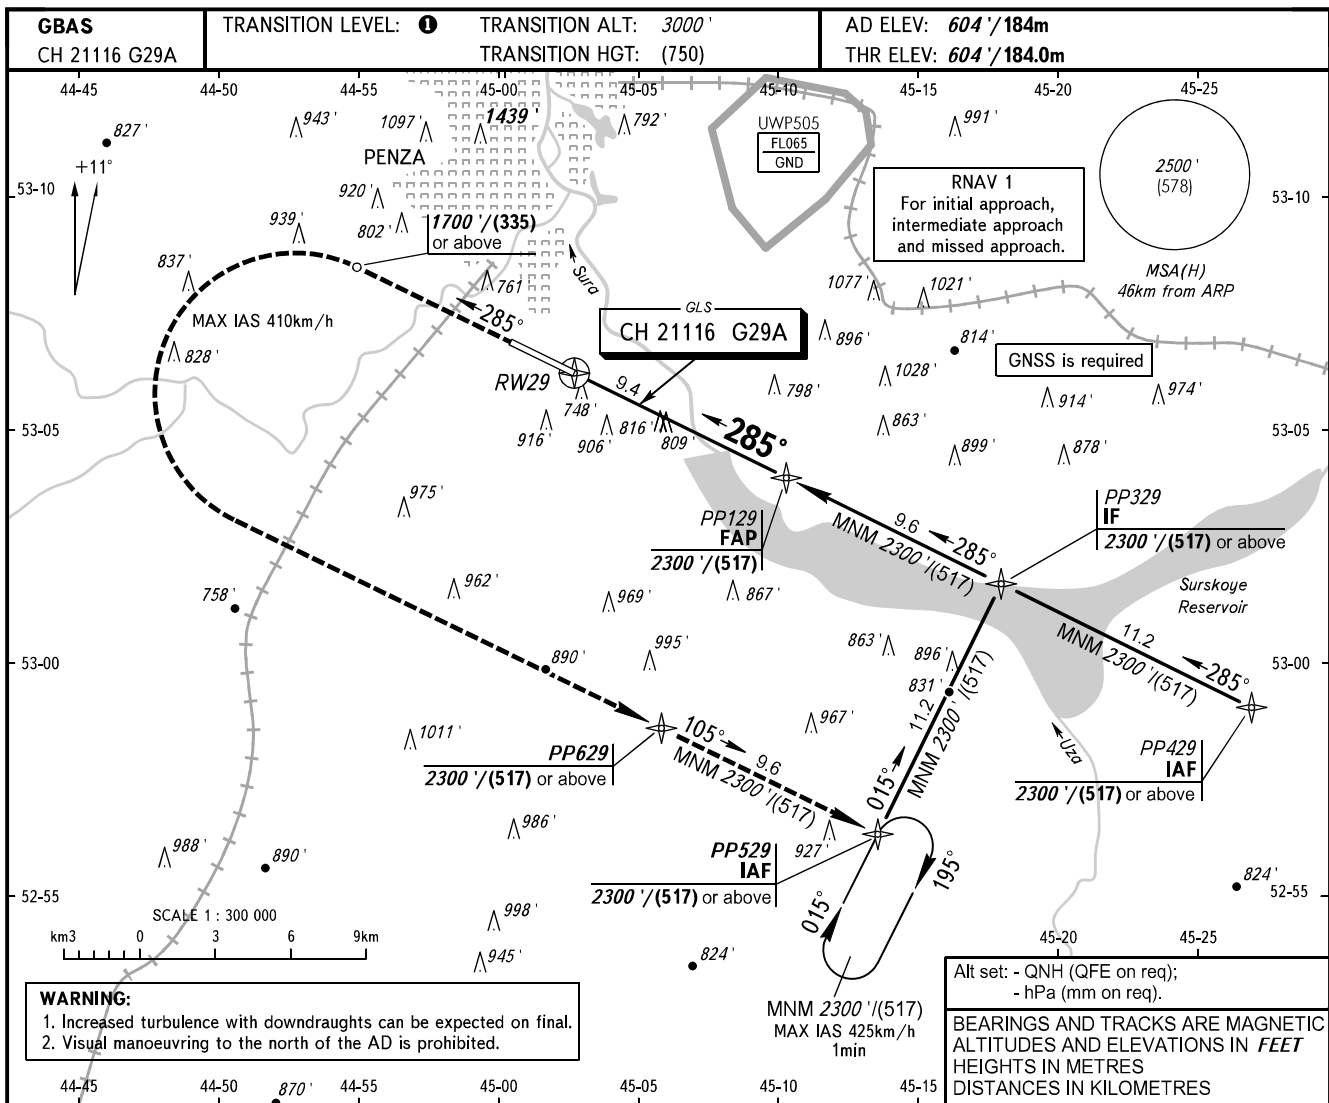 GBAS
CH 21116 G29A
TRANSITION LEVEL: ❶
TRANSITION ALT: 3000 '
TRANSITION HGT: (750)
AD ELEV: 604 ' / 184m
THR ELEV: 604 ' / 184.0m
44-45 44-50 44-55 45-00 45-05 45-10 45-15 45-20 45-25
827 '
943 '
1097 '
1439 '
792 '
991 '
UWP505
FL065
GND
2500 '
(578)
+11°
PENZA
53-10
53-10
RNAV 1
For initial approach,
intermediate approach
and missed approach.
920 '
939 '
802 '
1700 ' / (335)
or above
837 '
761 '
Sura
1077 '
1021 '
MSA(H)
46km from ARP
MAX IAS 410km/h
285°
GLS
CH 21116 G29A
896 '
814 '
GNSS is required
828 '
RW29
9.4
798 '
1028 '
914 '
974 '
748 '
916 '
906 '
816 '
809 '
285°
863 '
899 '
878 '
53-05
53-05
975 '
PP129
FAP
2300 ' / (517)
9.6
285°
MNM 2300 ' /(517)
PP329
IF
2300 ' / (517) or above
Surskoye
Reservoir
758 '
962 '
969 '
867 '
995 '
863 '
896 '
831 '
11.2
MNM 2300 ' /(517)
285°
53-00
53-00
890 '
11.2
MNM 2300 ' /(517)
015°
967 '
1011 '
PP629
2300 ' / (517) or above
105°
9.6
MNM 2300 ' /(517)
Uza
PP429
IAF
2300 ' / (517) or above
986 '
988 '
890 '
927 '
PP529
IAF
2300 ' / (517) or above
195°
015°
824 '
52-55
52-55
SCALE 1 : 300 000
km3 0 3 6 9km
998 '
945 '
824 '
45-20 45-25
MNM 2300 ' /(517)
MAX IAS 425km/h
1min
WARNING:
1. Increased turbulence with downdraughts can be expected on final.
2. Visual manoeuvring to the north of the AD is prohibited.
Alt set: - QNH (QFE on req);
- hPa (mm on req).
BEARINGS AND TRACKS ARE MAGNETIC
ALTITUDES AND ELEVATIONS IN FEET
HEIGHTS IN METRES
DISTANCES IN KILOMETRES
870 '
44-45 44-50 44-55 45-00 45-05 45-10 45-15